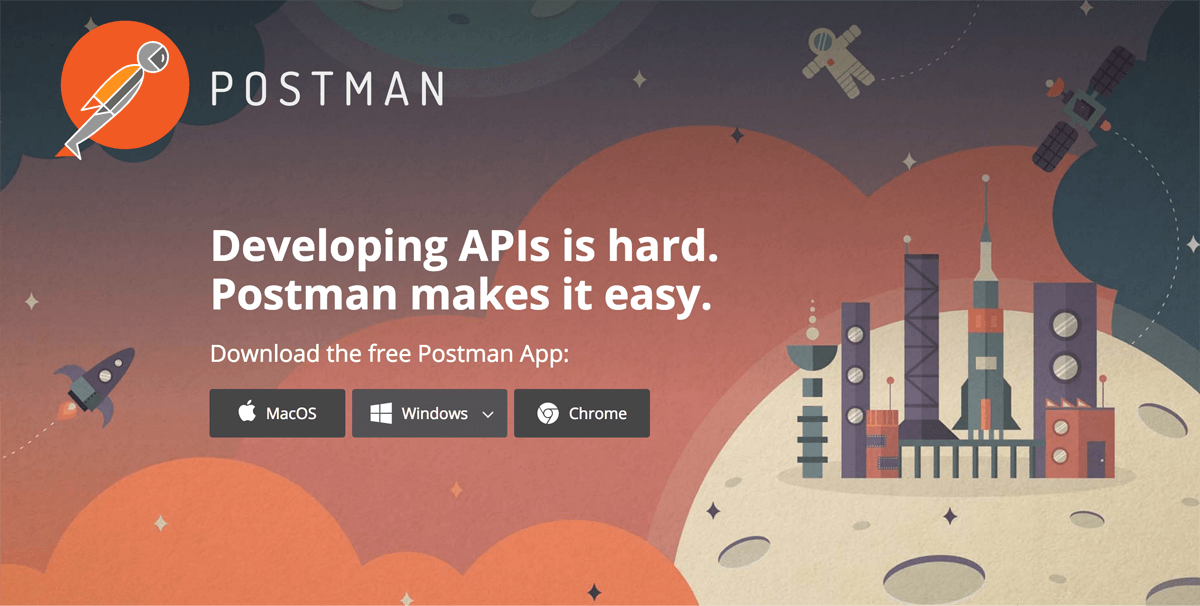 POSTMAN
Developing APIs is hard.
Postman makes it easy.
Download the free Postman App:
MacOS
Windows
Chrome